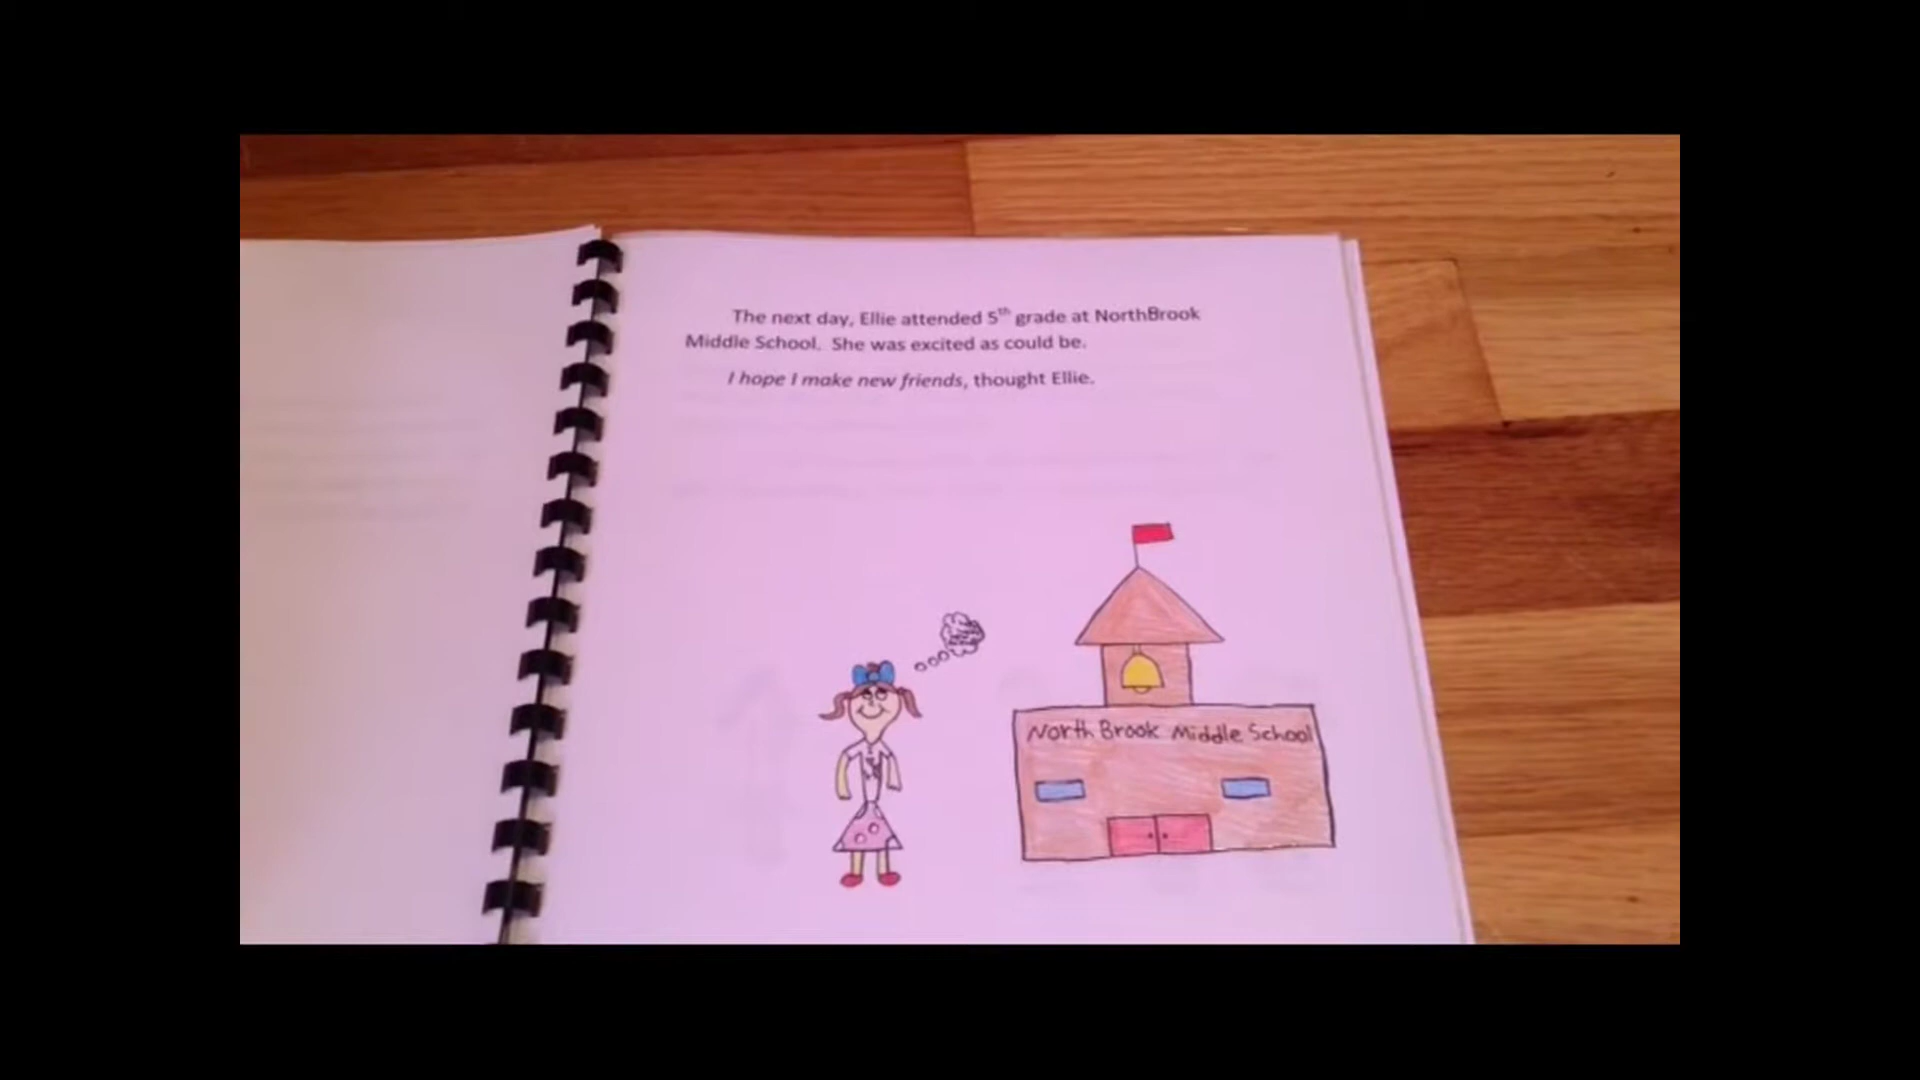 The next day, Ellie attended 5th grade at NorthBrook
Middle School. She was excited as could be.
I hope I make new friends, thought Ellie.
North Brook Middle School